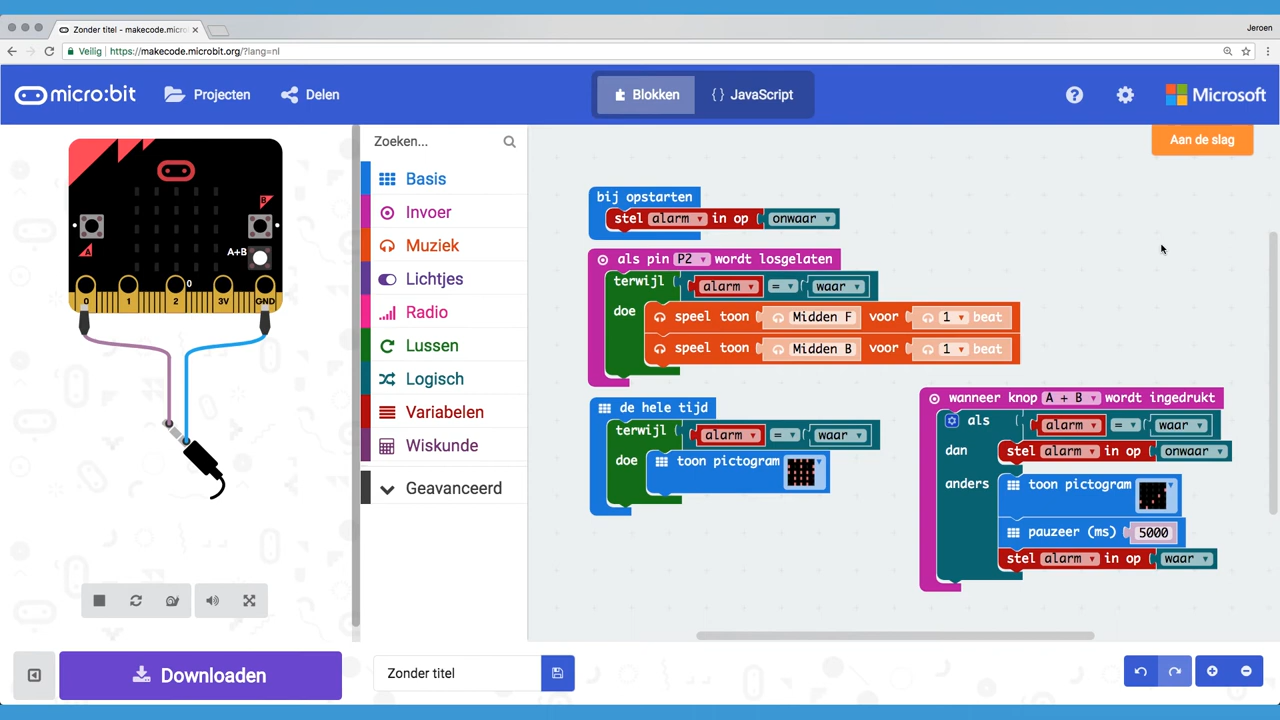 Zonder titel - makecode.micro
Jeroen
Veilig https://makecode.microbit.org/?lang=nl
micro:bit Projecten Delen Blokken {} JavaScript ? Microsoft
Aan de slag
Zoeken...
Basis
Invoer
Muziek
Lichtjes
Radio
Lussen
Logisch
Variabelen
Wiskunde
Geavanceerd
B
A
A+B
0
0 1 2 3V GND
bij opstarten
stel alarm in op onwaar
als pin P2 wordt losgelaten
terwijl alarm = waar
doe speel toon Midden F voor 1 beat
speel toon Midden B voor 1 beat
de hele tijd
terwijl alarm = waar
doe toon pictogram
wanneer knop A + B wordt ingedrukt
als alarm = waar
dan stel alarm in op onwaar
anders toon pictogram
pauzeer (ms) 5000
stel alarm in op waar
Downloaden
Zonder titel